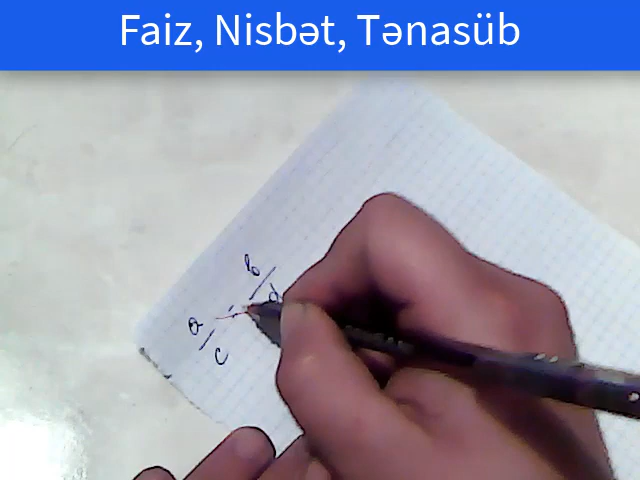 Faiz, Nisbət, Tənasüb
a/c = b/d